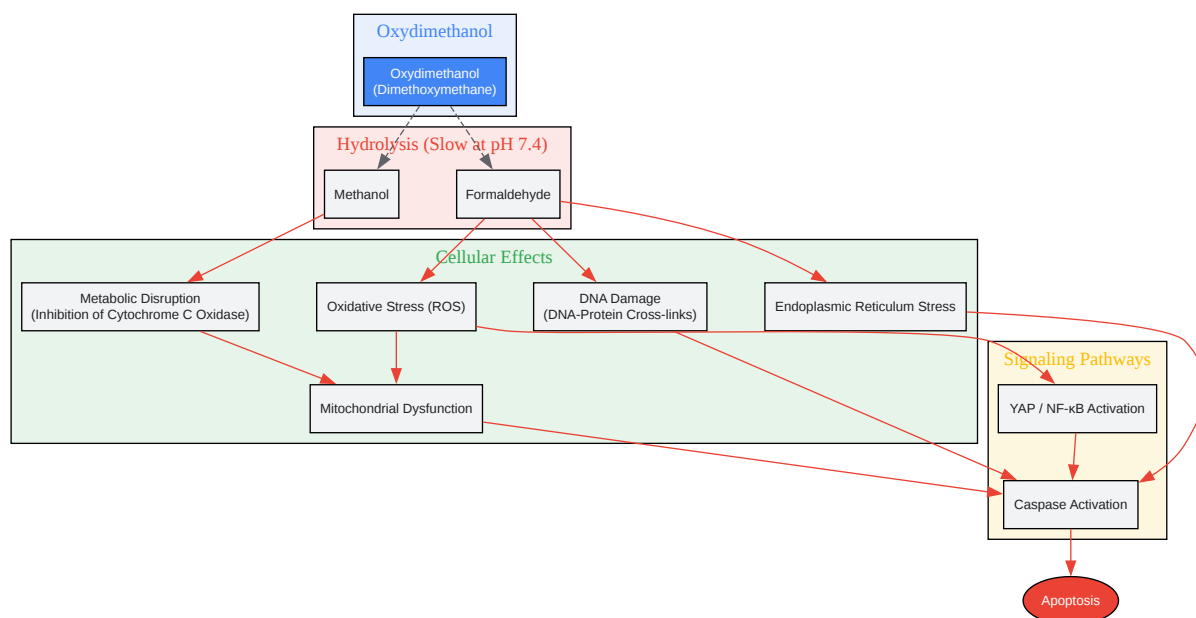 Oxydimethanol
Oxydimethanol
(Dimethoxymethane)
Hydrolysis (Slow at pH 7.4)
Methanol
Formaldehyde
Cellular Effects
Metabolic Disruption
(Inhibition of Cytochrome C Oxidase)
Oxidative Stress (ROS)
DNA Damage
(DNA-Protein Cross-links)
Endoplasmic Reticulum Stress
Signaling Pathways
Mitochondrial Dysfunction
YAP / NF-κB Activation
Caspase Activation
Apoptosis